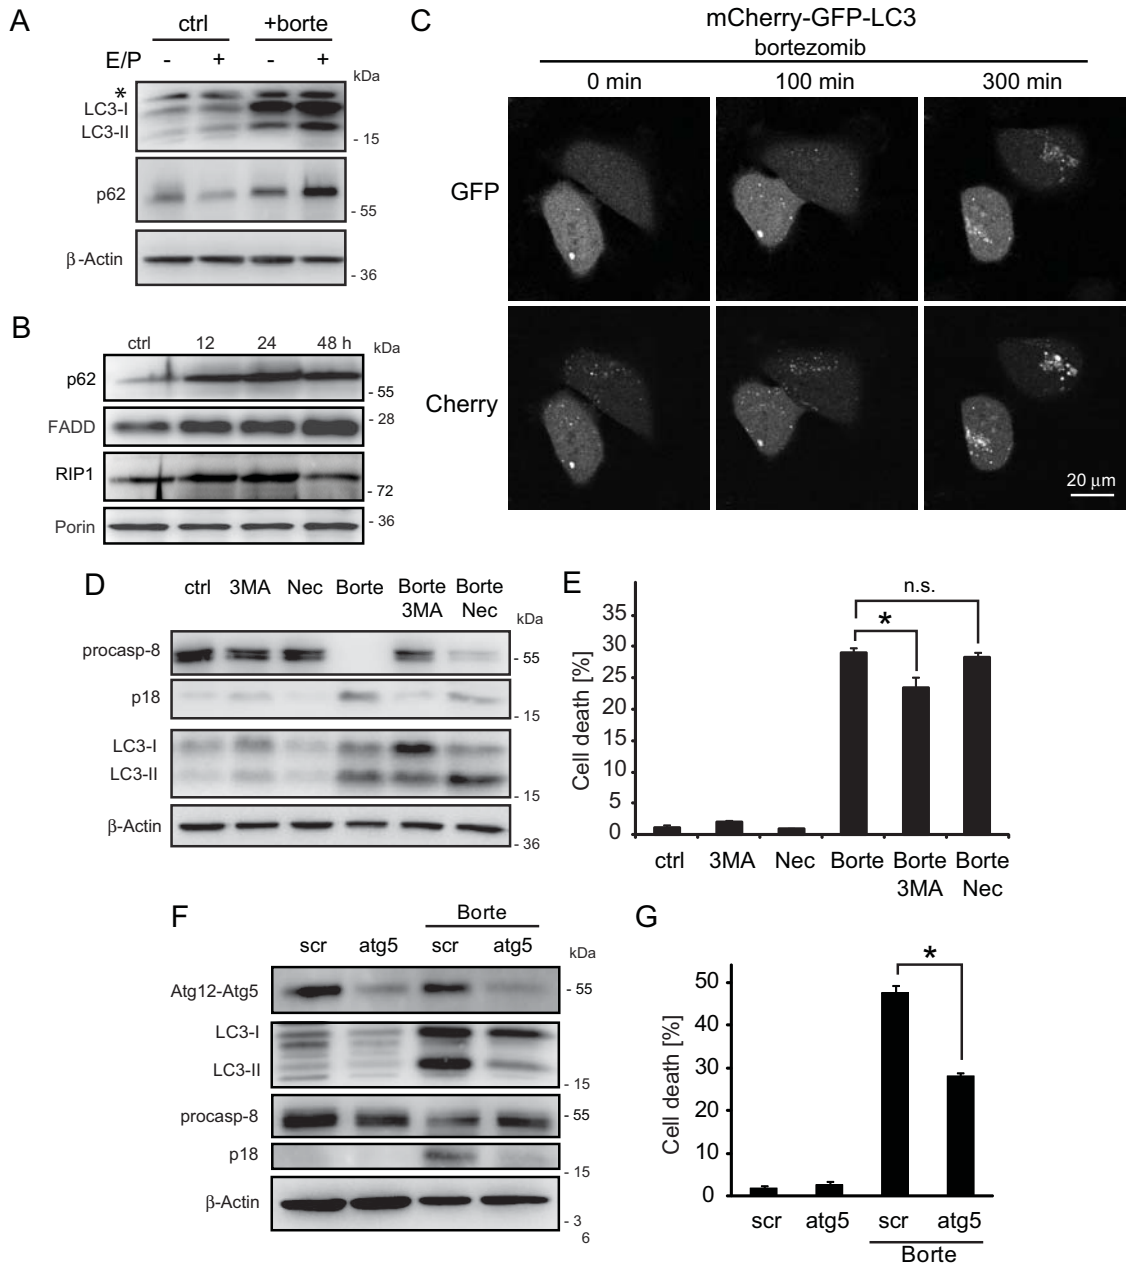 A
ctrl +borte
E/P - + - +
kDa
*
LC3-I
LC3-II
- 15
p62
- 55
β-Actin
- 36
B
ctrl 12 24 48 h kDa
p62
- 55
FADD
- 28
RIP1
- 72
Porin
- 36
C
mCherry-GFP-LC3
bortezomib
0 min 100 min 300 min
GFP
Cherry
20 μm
D
ctrl 3MA Nec Borte Borte Borte
3MA Nec
kDa
procasp-8
- 55
p18
- 15
LC3-I
LC3-II
- 15
β-Actin
- 36
E
n.s.
*
Cell death [%]
35
30
25
20
15
10
5
0
ctrl 3MA Nec Borte Borte Borte
3MA Nec
F
Borte
scr atg5 scr atg5
kDa
Atg12-Atg5
- 55
LC3-I
LC3-II
- 15
procasp-8
- 55
p18
- 15
β-Actin
- 3
6
G
*
Cell death [%]
50
40
30
20
10
0
scr atg5 scr atg5
Borte